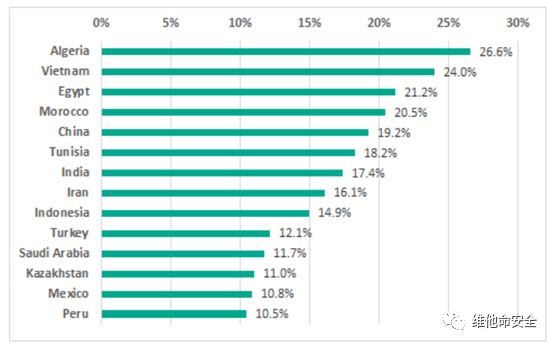 0% 5% 10% 15% 20% 25% 30%
Algeria 26.6%
Vietnam 24.0%
Egypt 21.2%
Morocco 20.5%
China 19.2%
Tunisia 18.2%
India 17.4%
Iran 16.1%
Indonesia 14.9%
Turkey 12.1%
Saudi Arabia 11.7%
Kazakhstan 11.0%
Mexico 10.8%
Peru 10.5%
维他命安全